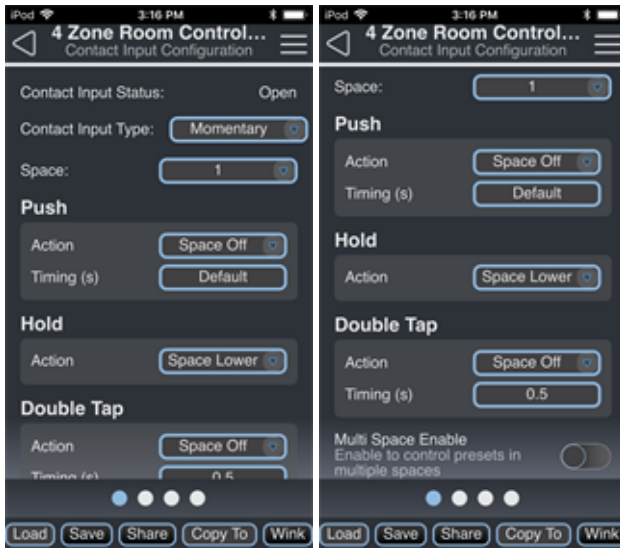 iPod 3:16 PM
4 Zone Room Control...
Contact Input Configuration
Contact Input Status: Open
Contact Input Type: Momentary
Space: 1
Push
Action Space Off
Timing (s) Default
Hold
Action Space Lower
Double Tap
Action Space Off
Timing (s) 0.5
Load Save Share Copy To Wink
iPod 3:16 PM
4 Zone Room Control...
Contact Input Configuration
Space: 1
Push
Action Space Off
Timing (s) Default
Hold
Action Space Lower
Double Tap
Action Space Off
Timing (s) 0.5
Multi Space Enable
Enable to control presets in
multiple spaces
Load Save Share Copy To Wink